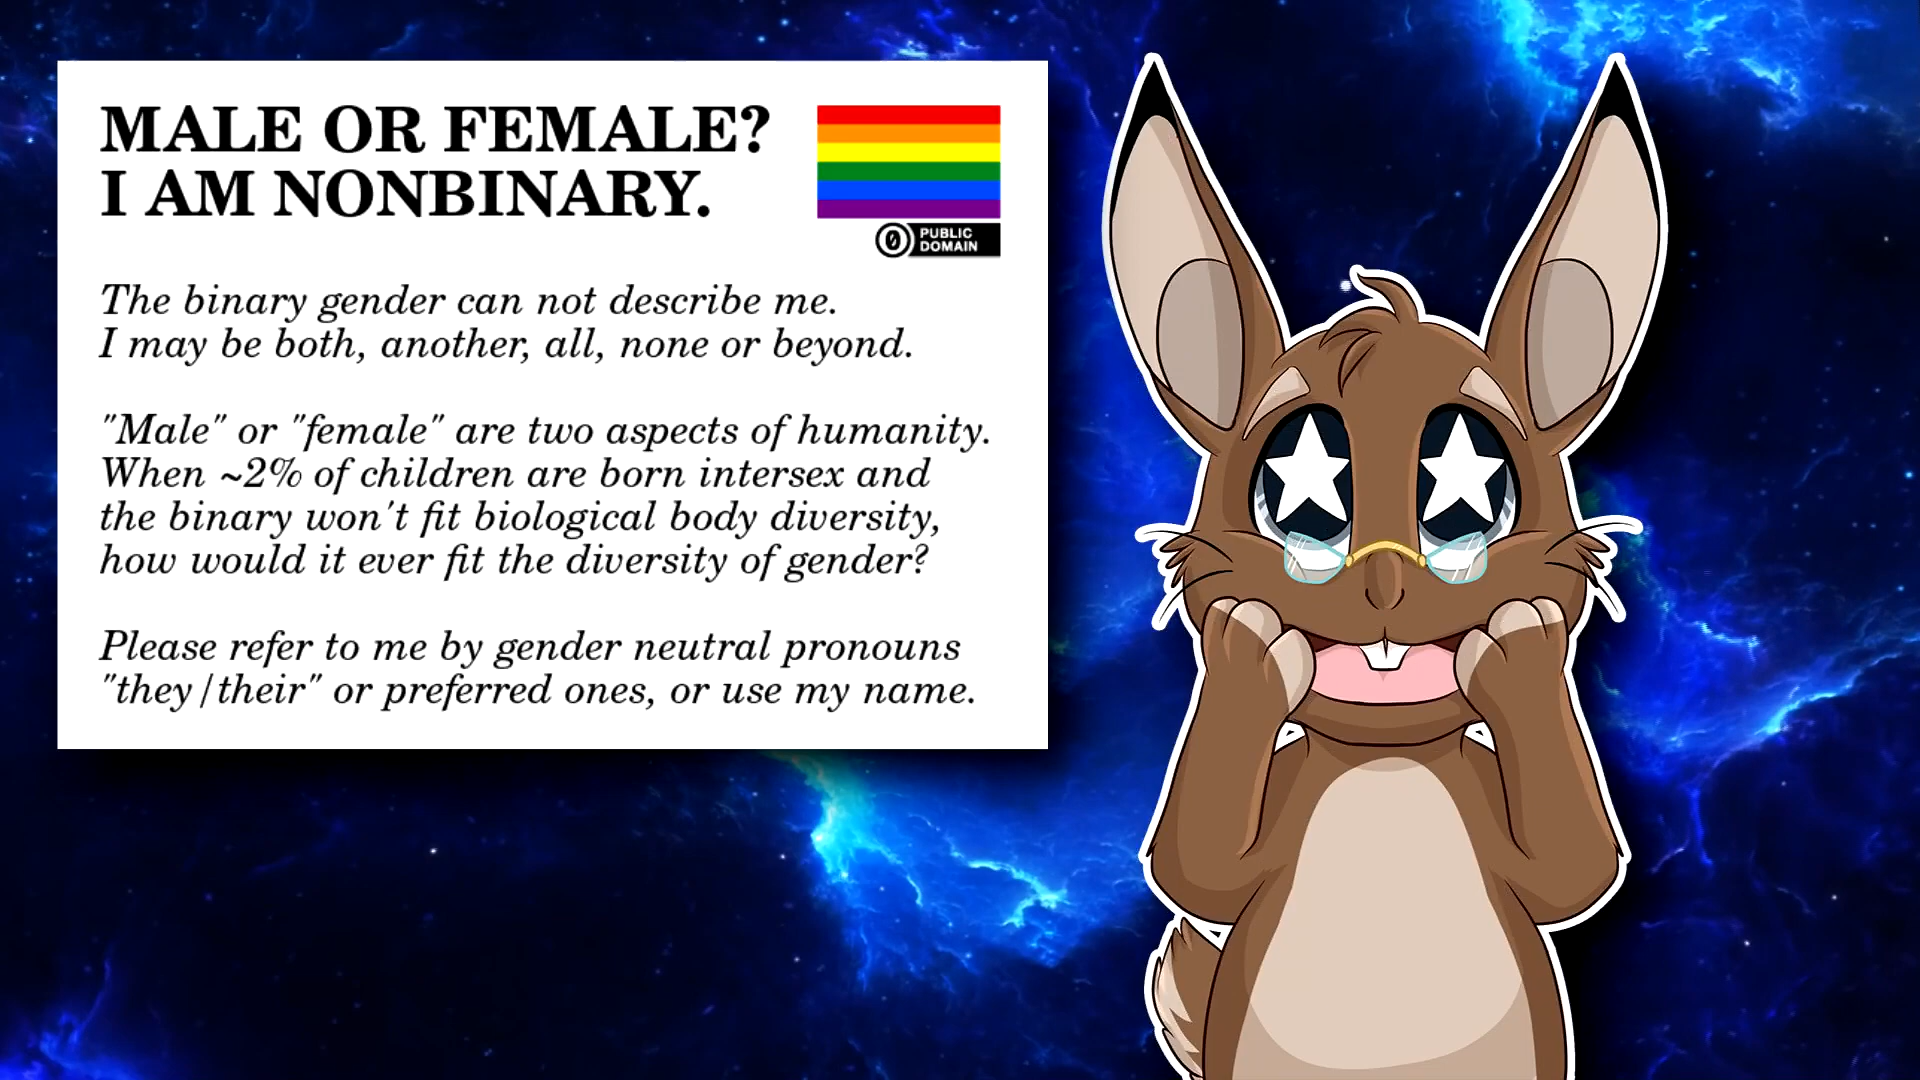 MALE OR FEMALE?
I AM NONBINARY.
0 PUBLIC
DOMAIN
The binary gender can not describe me.
I may be both, another, all, none or beyond.
"Male" or "female" are two aspects of humanity.
When ~2% of children are born intersex and
the binary won't fit biological body diversity,
how would it ever fit the diversity of gender?
Please refer to me by gender neutral pronouns
"they/their" or preferred ones, or use my name.